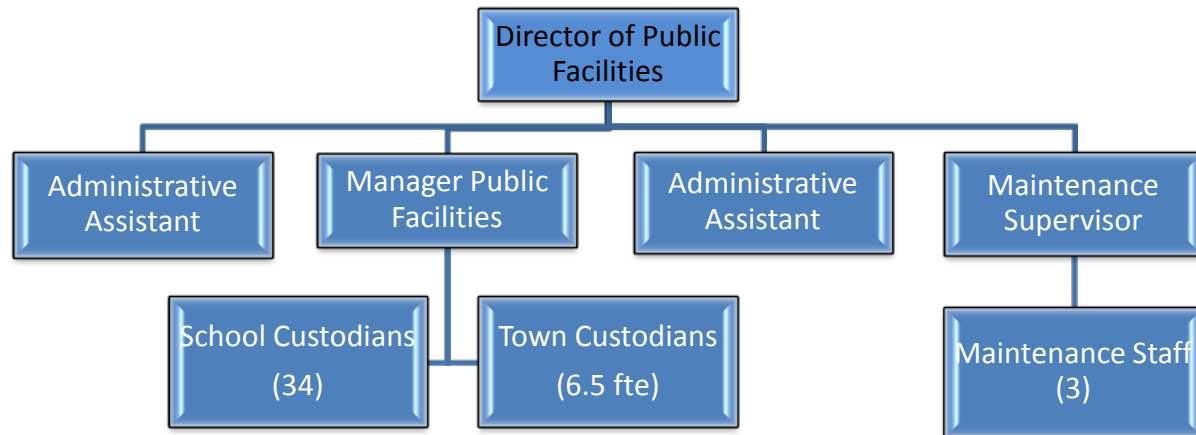 Director of Public
Facilities
Administrative
Assistant
Manager Public
Facilities
Administrative
Assistant
Maintenance
Supervisor
School Custodians
(34)
Town Custodians
(6.5 fte)
Maintenance Staff
(3)